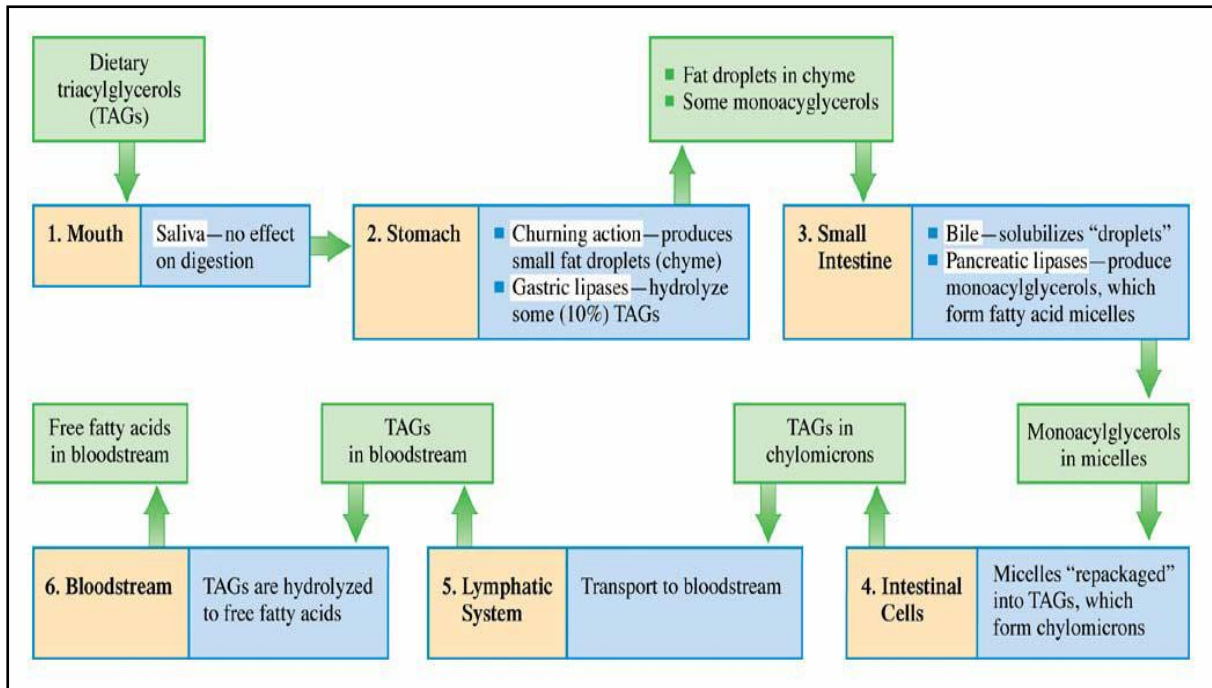 Dietary
triacylglycerols
(TAGs)
■ Fat droplets in chyme
■ Some monoacyglycerols
1. Mouth
Saliva—no effect
on digestion
2. Stomach
■ Churning action—produces
small fat droplets (chyme)
■ Gastric lipases—hydrolyze
some (10%) TAGs
3. Small
Intestine
■ Bile—solubilizes “droplets”
■ Pancreatic lipases—produce
monoacylglycerols, which
form fatty acid micelles
Monoacylglycerols
in micelles
4. Intestinal
Cells
Micelles “repackaged”
into TAGs, which
form chylomicrons
TAGs in
chylomicrons
5. Lymphatic
System
Transport to bloodstream
TAGs
in bloodstream
6. Bloodstream
TAGs are hydrolyzed
to free fatty acids
Free fatty acids
in bloodstream